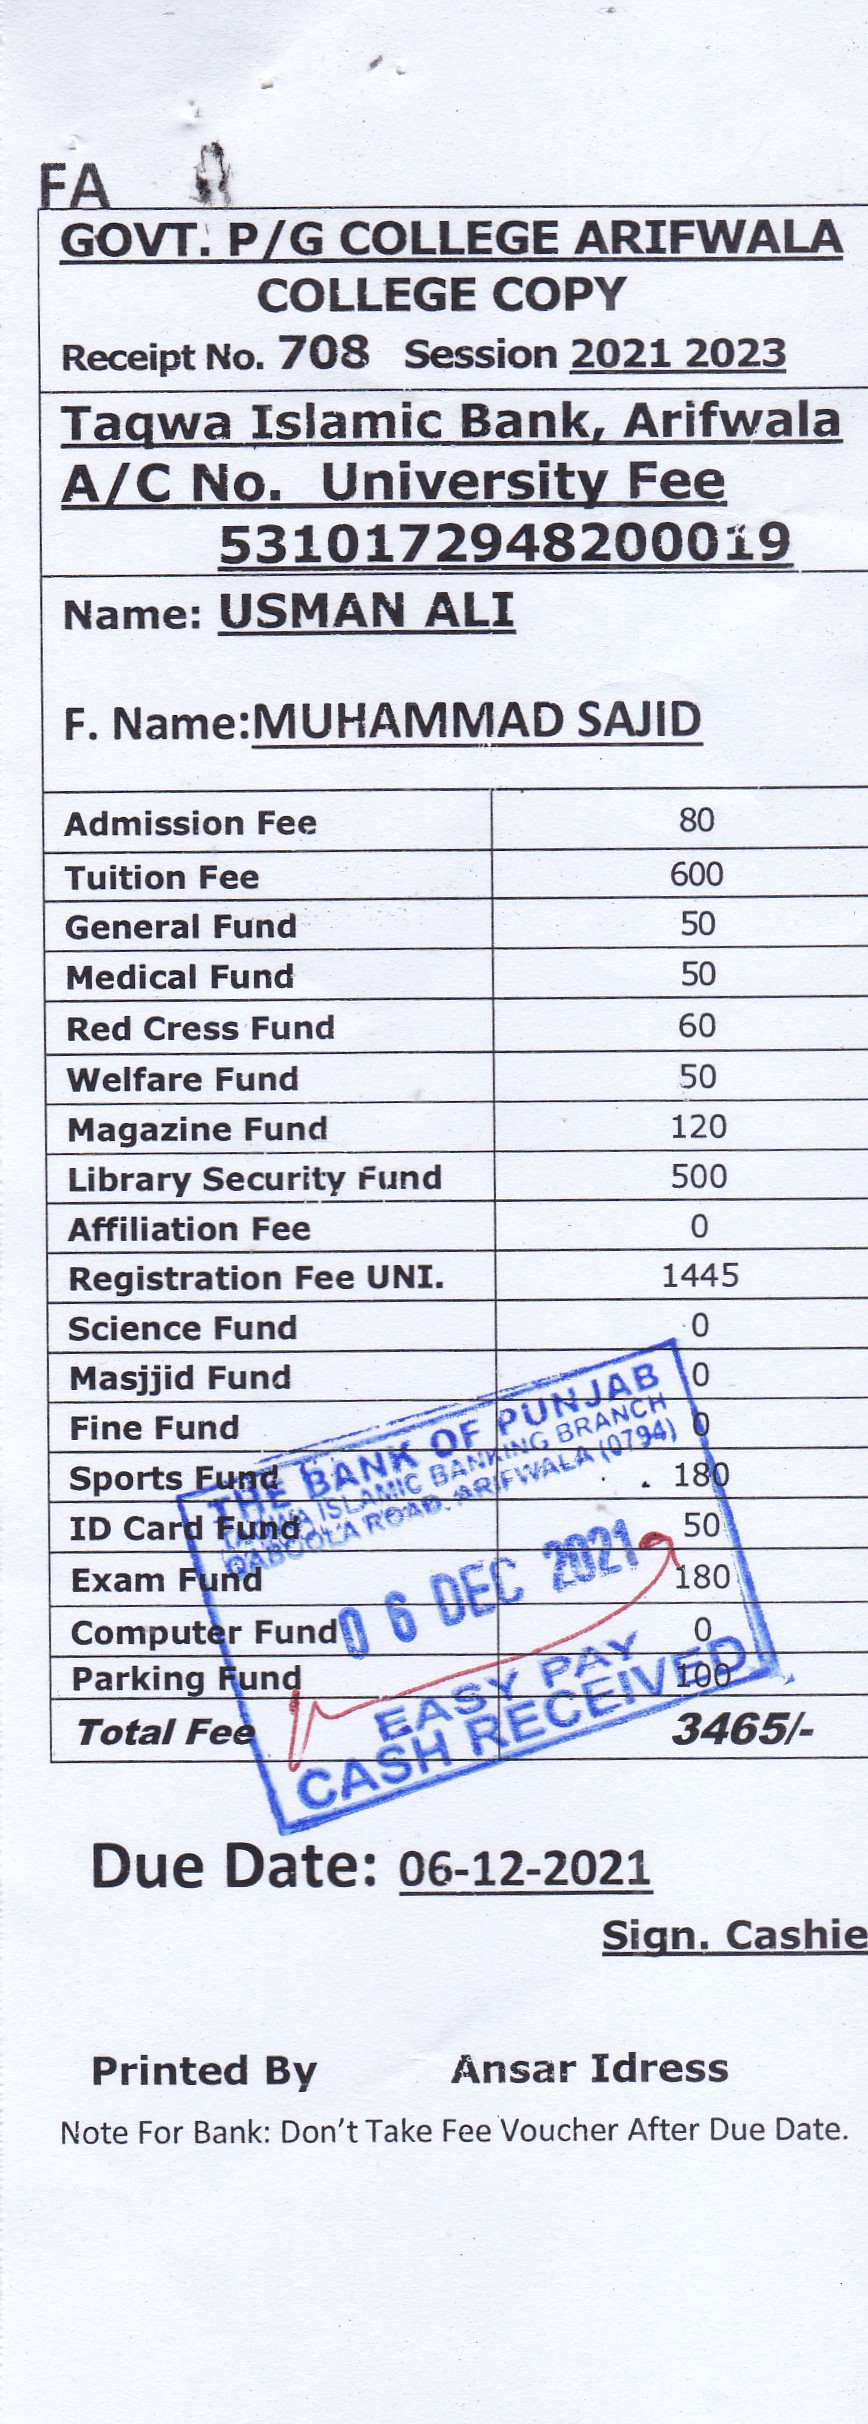 FA
GOVT. P/G COLLEGE ARIFWALA
COLLEGE COPY
Receipt No. 708 Session 2021 2023
Taqwa Islamic Bank, Arifwala
A/C No. University Fee
5310172948200019
Name: USMAN ALI
F. Name:MUHAMMAD SAJID
Admission Fee 80
Tuition Fee 600
General Fund 50
Medical Fund 50
Red Cress Fund 60
Welfare Fund 50
Magazine Fund 120
Library Security Fund 500
Affiliation Fee 0
Registration Fee UNI. 1445
Science Fund 0
Masjjid Fund 0
Fine Fund 0
Sports Fund 180
ID Card Fund 50
Exam Fund 180
Computer Fund 0
Parking Fund 100
Total Fee 3465/-
THE BANK OF PUNJAB
TAQWA ISLAMIC BANKING BRANCH
QABOOLA ROAD, ARIFWALA (0794)
06 DEC 2021
EASY PAY
CASH RECEIVED
Due Date: 06-12-2021
Sign. Cashie
Printed By Ansar Idress
Note For Bank: Don't Take Fee Voucher After Due Date.